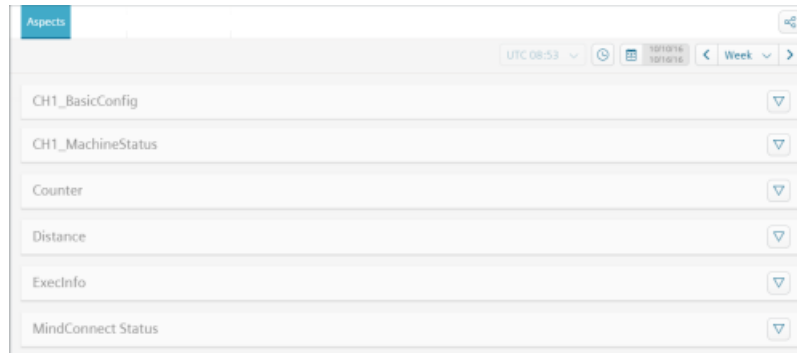 Aspects
UTC 08:53
10/10/16
10/16/16
Week
CH1_BasicConfig
CH1_MachineStatus
Counter
Distance
ExecInfo
MindConnect Status